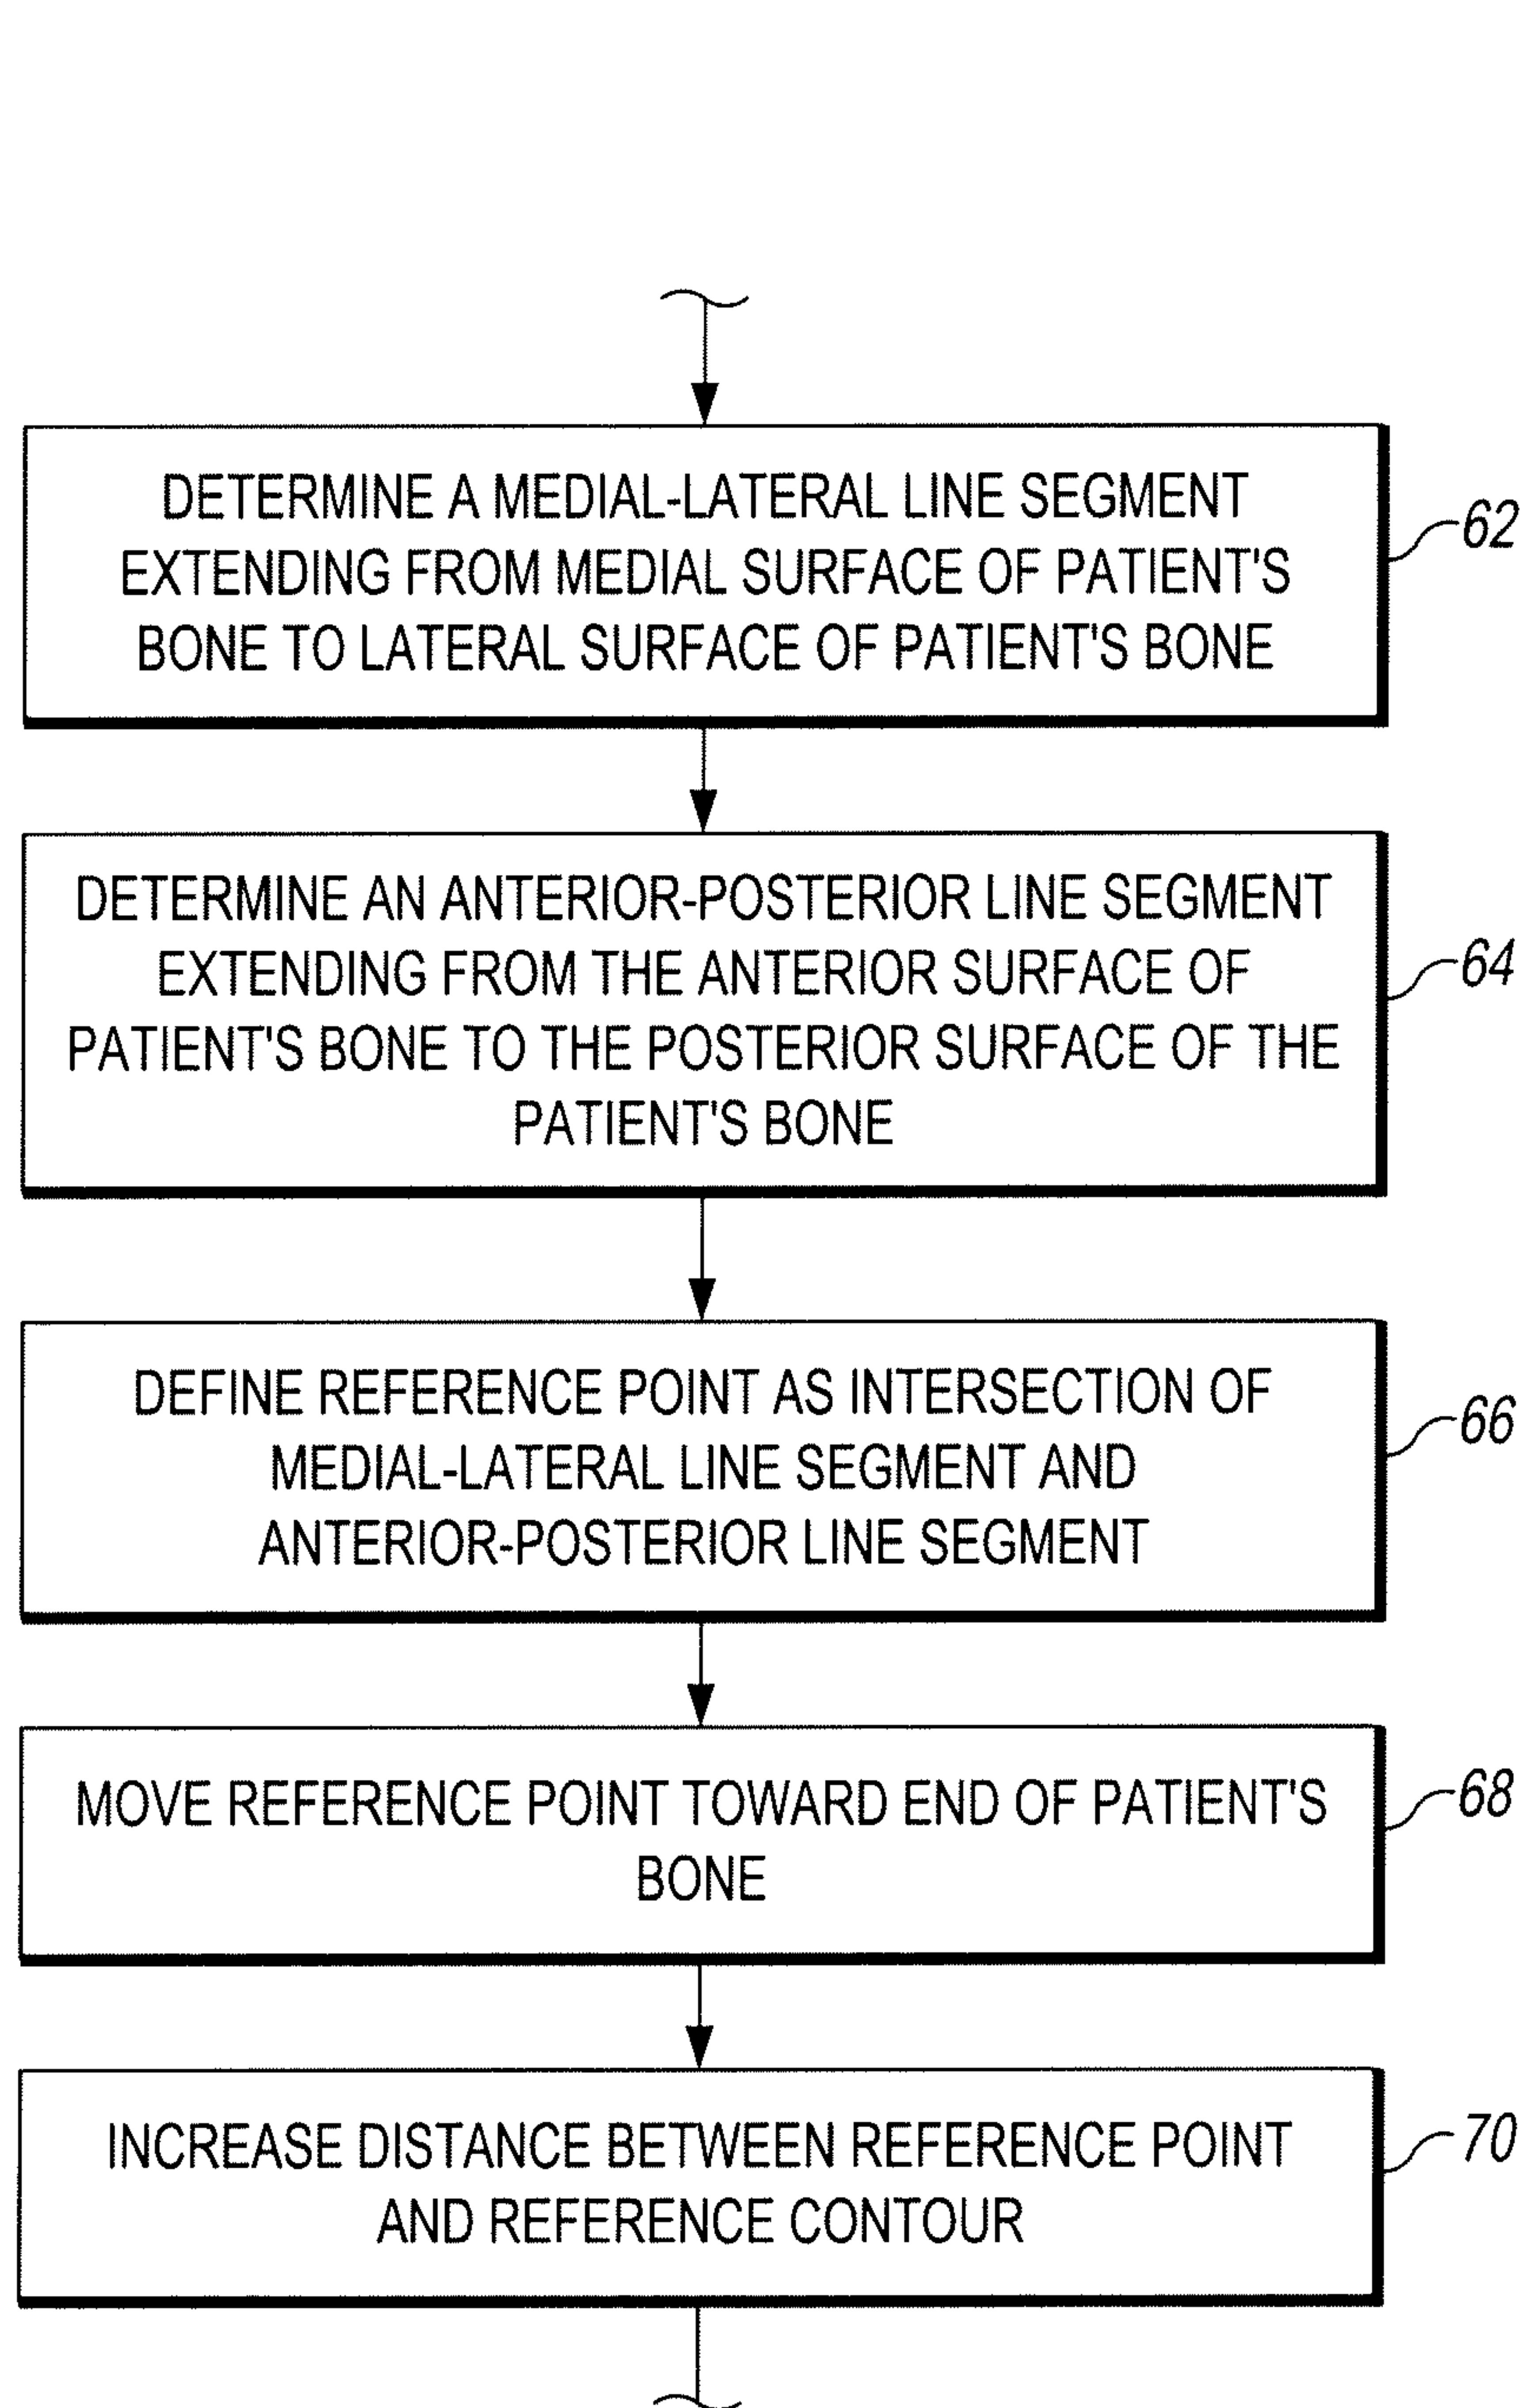 DETERMINE A MEDIAL-LATERAL LINE SEGMENT
EXTENDING FROM MEDIAL SURFACE OF PATIENT'S
BONE TO LATERAL SURFACE OF PATIENT'S BONE
62
DETERMINE AN ANTERIOR-POSTERIOR LINE SEGMENT
EXTENDING FROM THE ANTERIOR SURFACE OF
PATIENT'S BONE TO THE POSTERIOR SURFACE OF THE
PATIENT'S BONE
64
DEFINE REFERENCE POINT AS INTERSECTION OF
MEDIAL-LATERAL LINE SEGMENT AND
ANTERIOR-POSTERIOR LINE SEGMENT
66
MOVE REFERENCE POINT TOWARD END OF PATIENT'S
BONE
68
INCREASE DISTANCE BETWEEN REFERENCE POINT
AND REFERENCE CONTOUR
70